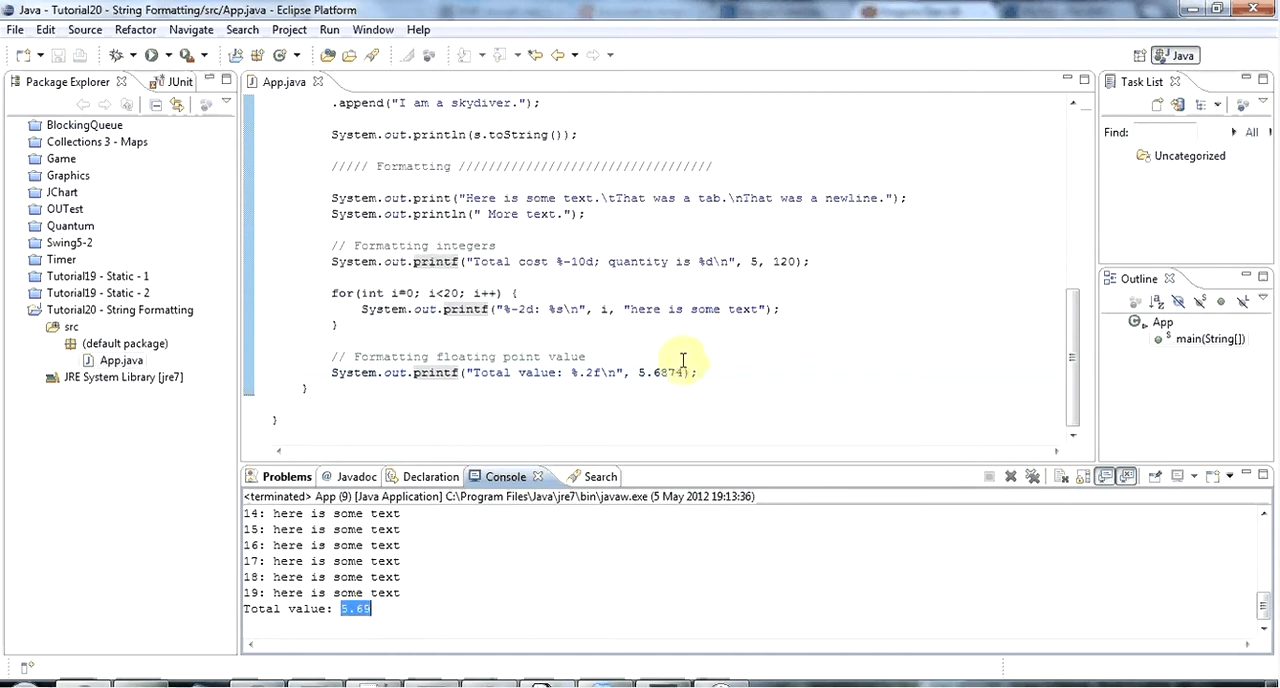 Java - Tutorial20 - String Formatting/src/App.java - Eclipse Platform
File Edit Source Refactor Navigate Search Project Run Window Help
Java
Package Explorer JUnit
BlockingQueue
Collections 3 - Maps
Game
Graphics
JChart
OUTest
Quantum
Swing5-2
Timer
Tutorial19 - Static - 1
Tutorial19 - Static - 2
Tutorial20 - String Formatting
src
(default package)
App.java
JRE System Library [jre7]
App.java
.append("I am a skydiver.");
System.out.println(s.toString());
///// Formatting //////////////////////////////////
System.out.print("Here is some text.\tThat was a tab.\nThat was a newline.");
System.out.println(" More text.");
// Formatting integers
System.out.printf("Total cost %-10d; quantity is %d\n", 5, 120);
for(int i=0; i<20; i++) {
System.out.printf("%-2d: %s\n", i, "here is some text");
}
// Formatting floating point value
System.out.printf("Total value: %.2f\n", 5.6874);
}
}
Task List
Find: All
Uncategorized
Outline
App
main(String[])
Problems @ Javadoc Declaration Console Search
<terminated> App (9) [Java Application] C:\Program Files\Java\jre7\bin\javaw.exe (5 May 2012 19:13:36)
14: here is some text
15: here is some text
16: here is some text
17: here is some text
18: here is some text
19: here is some text
Total value: 5.69